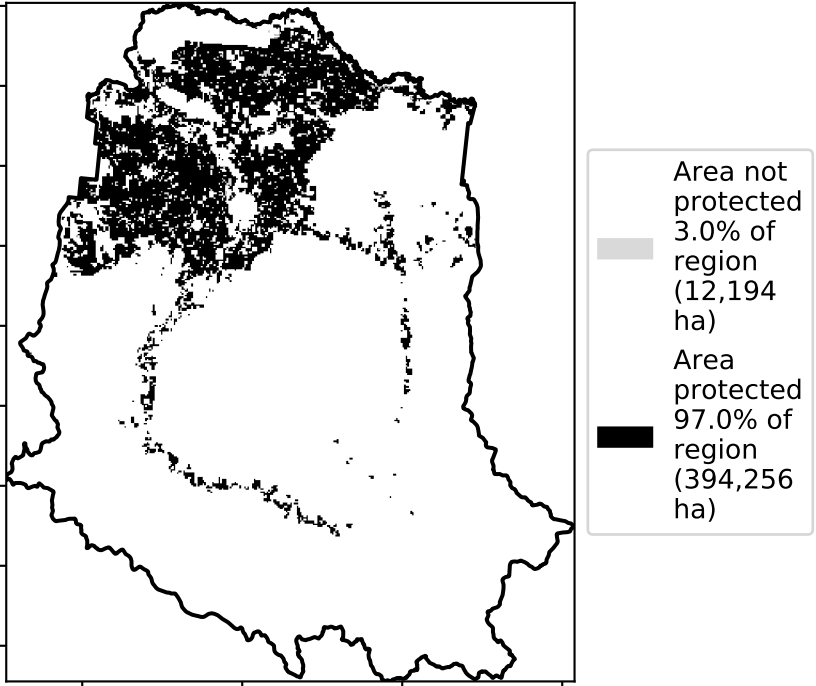 Area not
protected
3.0% of
region
(12,194
ha)
Area
protected
97.0% of
region
(394,256
ha)